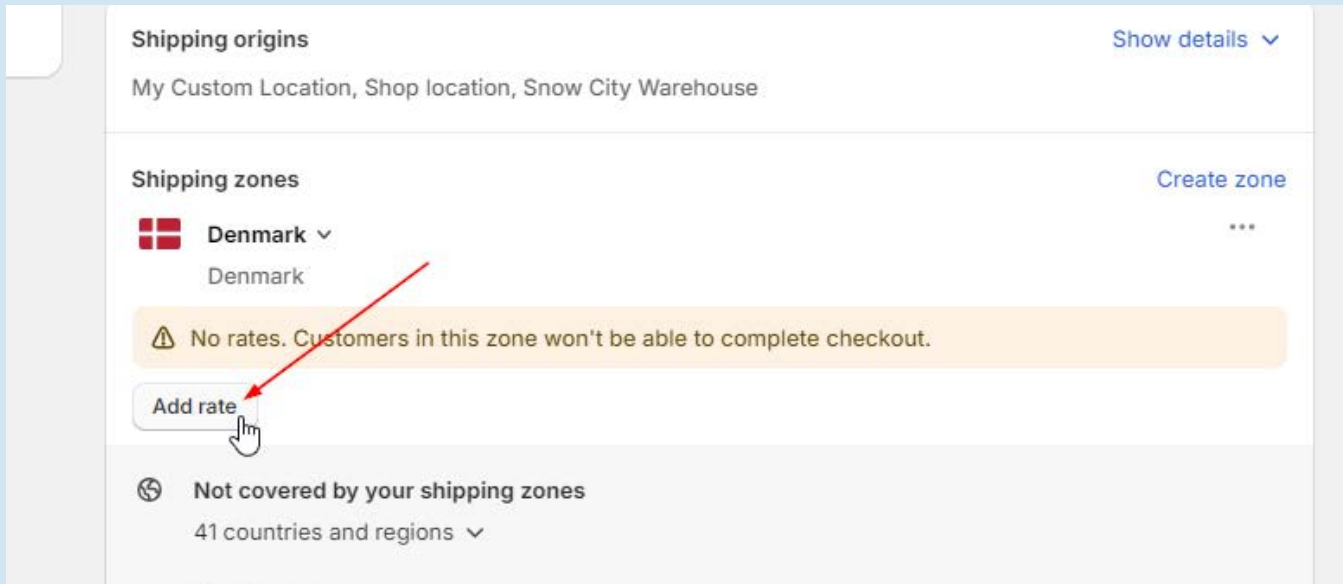 Shipping origins
Show details
My Custom Location, Shop location, Snow City Warehouse
Shipping zones
Create zone
Denmark
Denmark
No rates. Customers in this zone won't be able to complete checkout.
Add rate
Not covered by your shipping zones
41 countries and regions